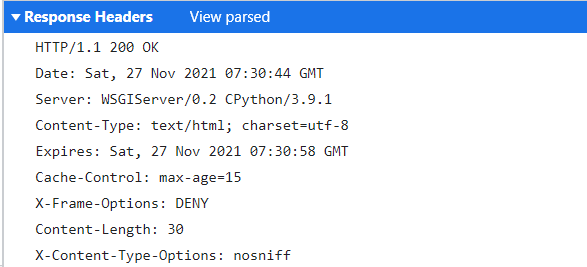 Response Headers View parsed
HTTP/1.1 200 OK
Date: Sat, 27 Nov 2021 07:30:44 GMT
Server: WSGIServer/0.2 CPython/3.9.1
Content-Type: text/html; charset=utf-8
Expires: Sat, 27 Nov 2021 07:30:58 GMT
Cache-Control: max-age=15
X-Frame-Options: DENY
Content-Length: 30
X-Content-Type-Options: nosniff